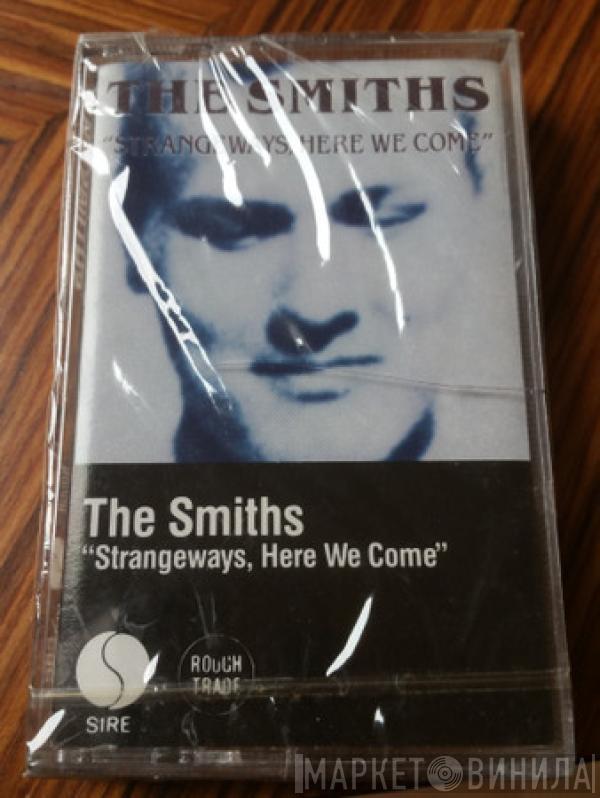 THE SMITHS
"STRANGEWAYS, HERE WE COME"
The Smiths
"Strangeways, Here We Come"
SIRE
ROUGH
TRADE
МАРКЕТ ВИНИЛА